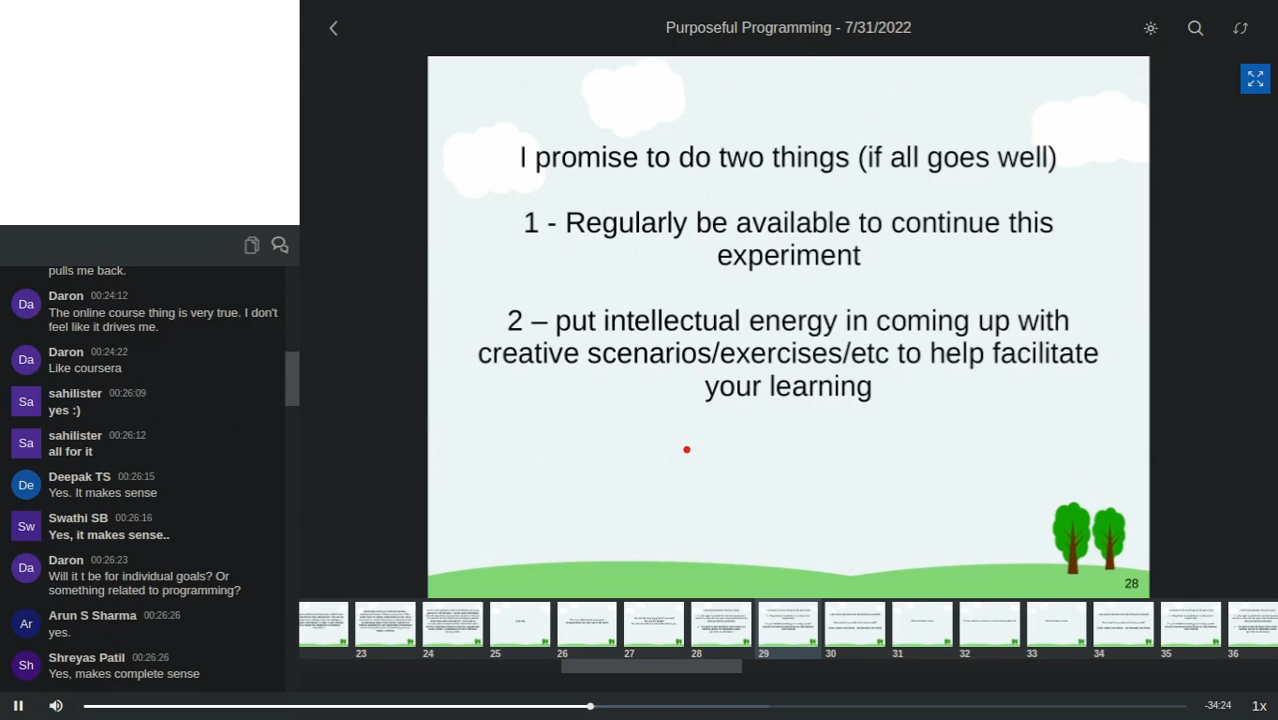 Purposeful Programming - 7/31/2022
I promise to do two things (if all goes well)
1 - Regularly be available to continue this
experiment
2 – put intellectual energy in coming up with
creative scenarios/exercises/etc to help facilitate
your learning
28
pulls me back.
Da
Daron 00:24:12
The online course thing is very true. I don't
feel like it drives me.
Da
Daron 00:24:22
Like coursera
Sa
sahilister 00:26:09
yes :)
Sa
sahilister 00:26:12
all for it
De
Deepak TS 00:26:15
Yes. It makes sense
Sw
Swathi SB 00:26:16
Yes, it makes sense..
Da
Daron 00:26:23
Will it t be for individual goals? Or
something related to programming?
Ar
Arun S Sharma 00:26:26
yes.
Sh
Shreyas Patil 00:26:26
Yes, makes complete sense
23 24 25 26 27 28 29 30 31 32 33 34 35 36
-34:24 1x